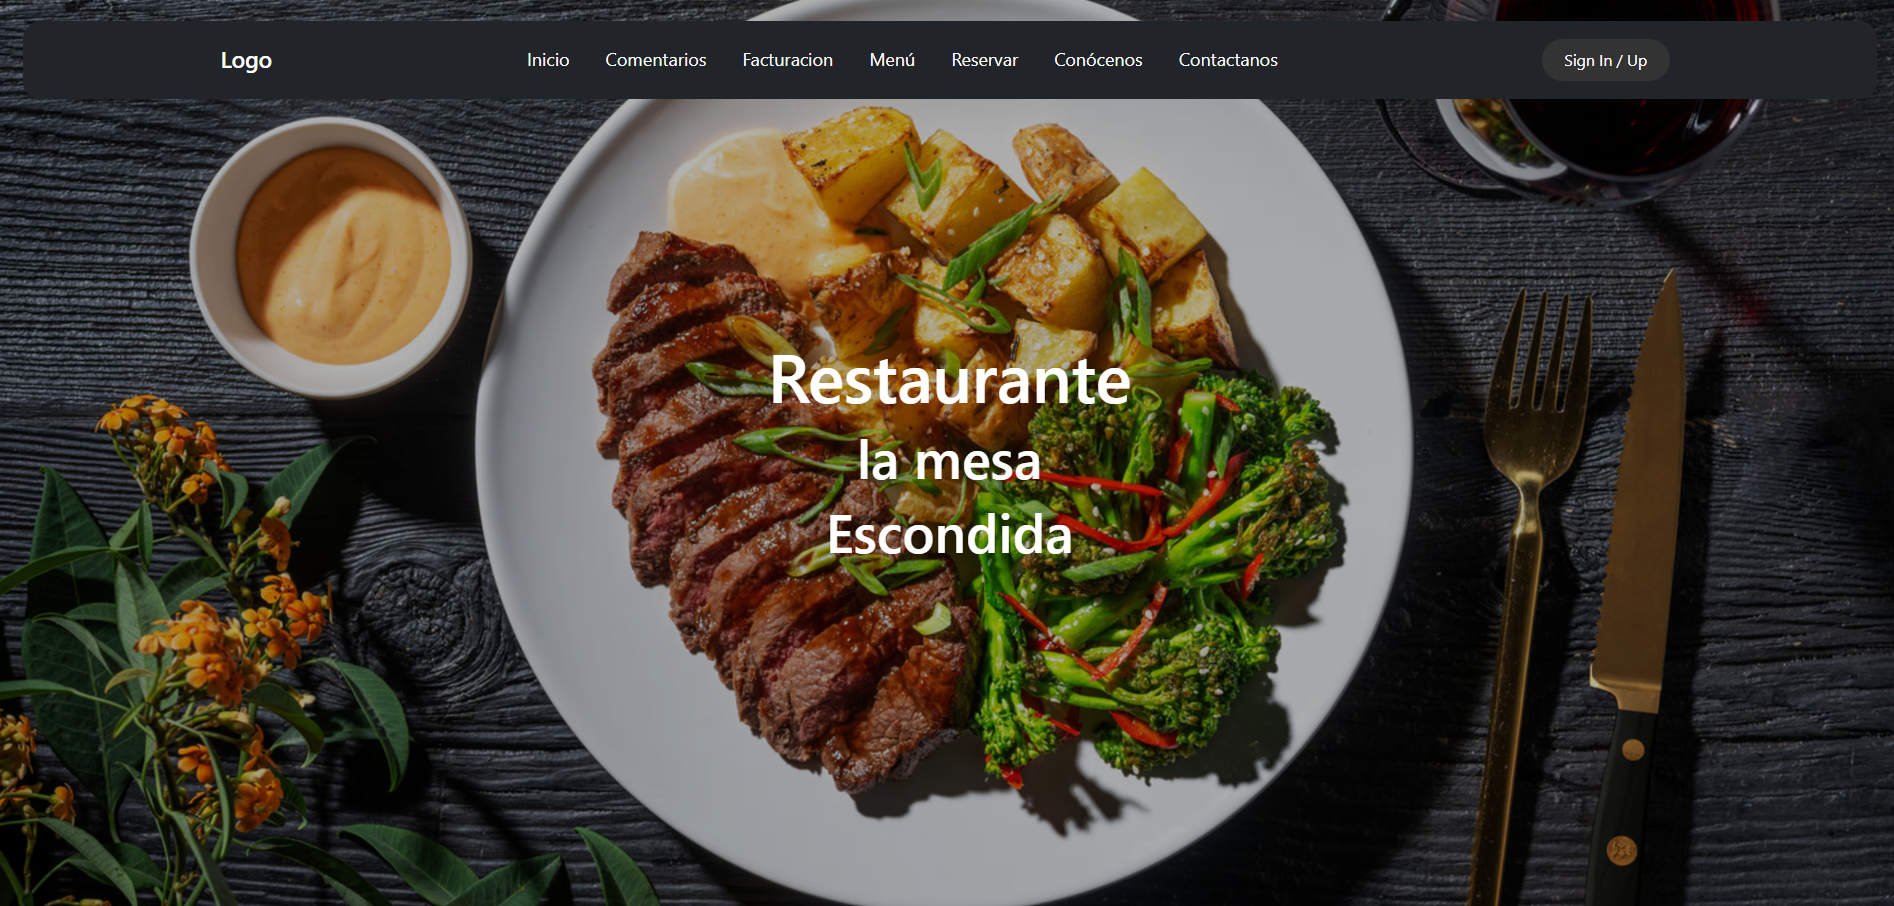 Logo
Inicio Comentarios Facturacion Menú Reservar Conócenos Contactanos
Sign In / Up
Restaurante
la mesa
Escondida